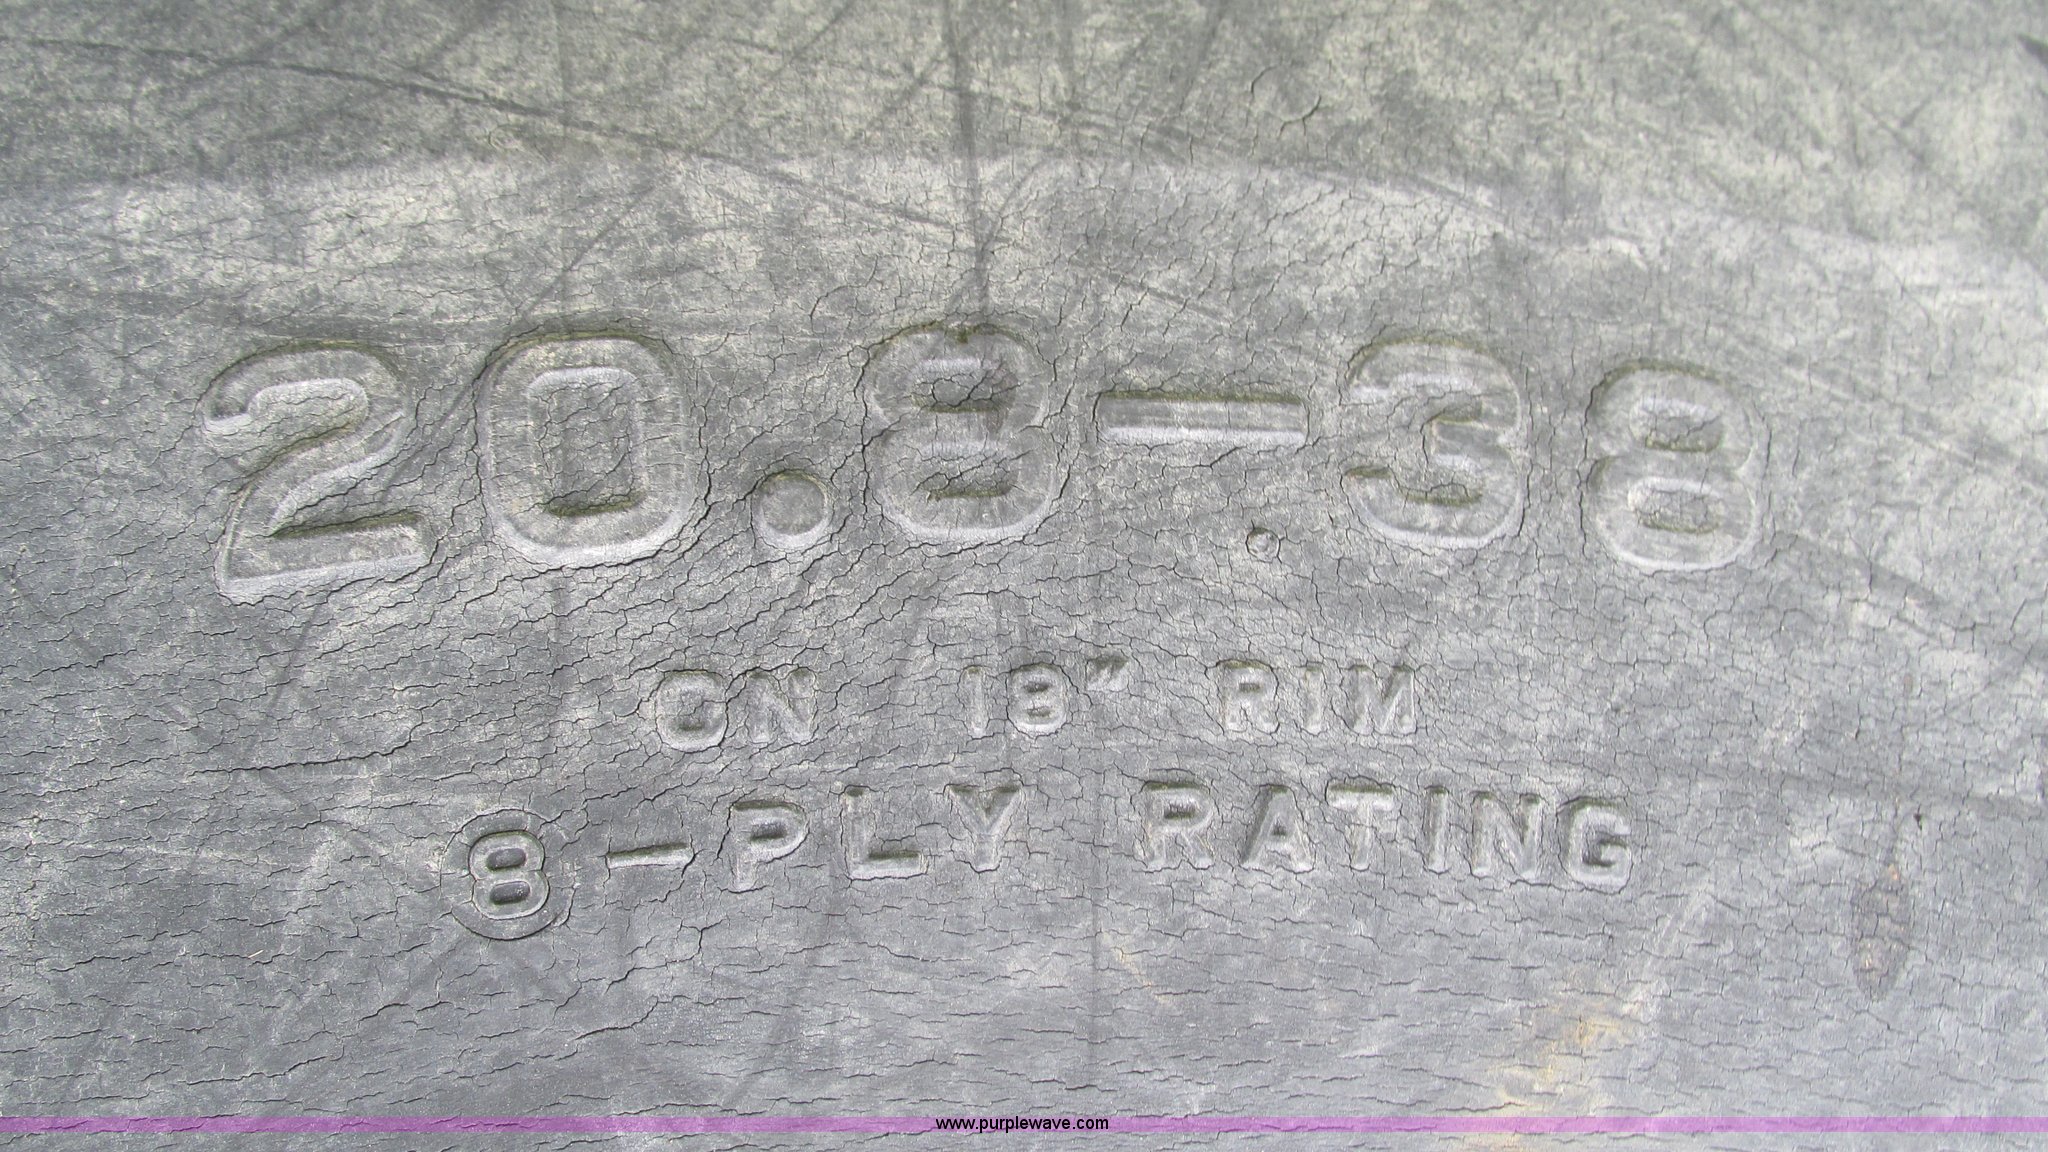 20.8-38
ON 18" RIM
8-PLY RATING
www.purplewave.com